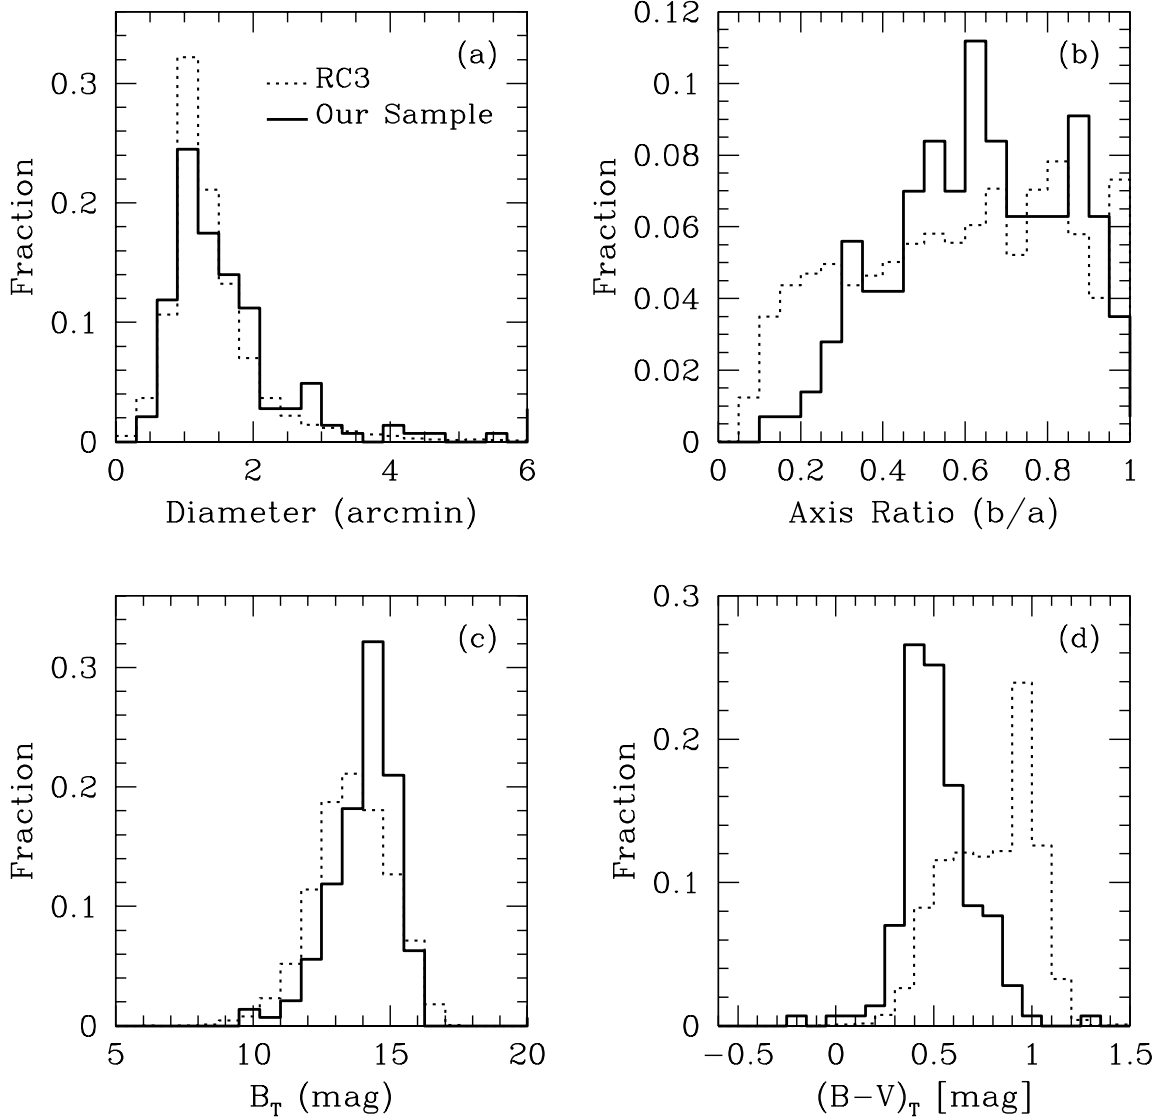 (a)
RC3
Our Sample
Fraction
0.3
0.2
0.1
0
0 2 4 6
Diameter (arcmin)
(b)
Fraction
0.12
0.1
0.08
0.06
0.04
0.02
0
0 0.2 0.4 0.6 0.8 1
Axis Ratio (b/a)
(c)
Fraction
0.3
0.2
0.1
0
5 10 15 20
B_T (mag)
(d)
Fraction
0.3
0.2
0.1
0
−0.5 0 0.5 1 1.5
(B−V)_T [mag]